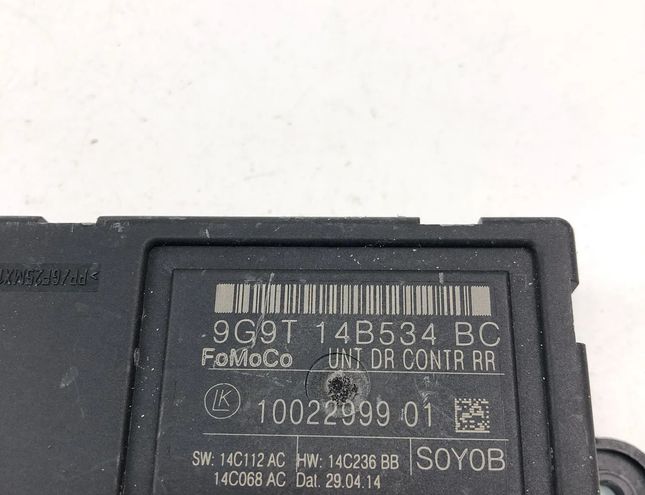 9G9T 14B534 BC
FoMoCo UNT DR CONTR RR
LK 10022999 01
SW: 14C112 AC HW: 14C236 BB SOYOB
14C068 AC Dat. 29.04.14